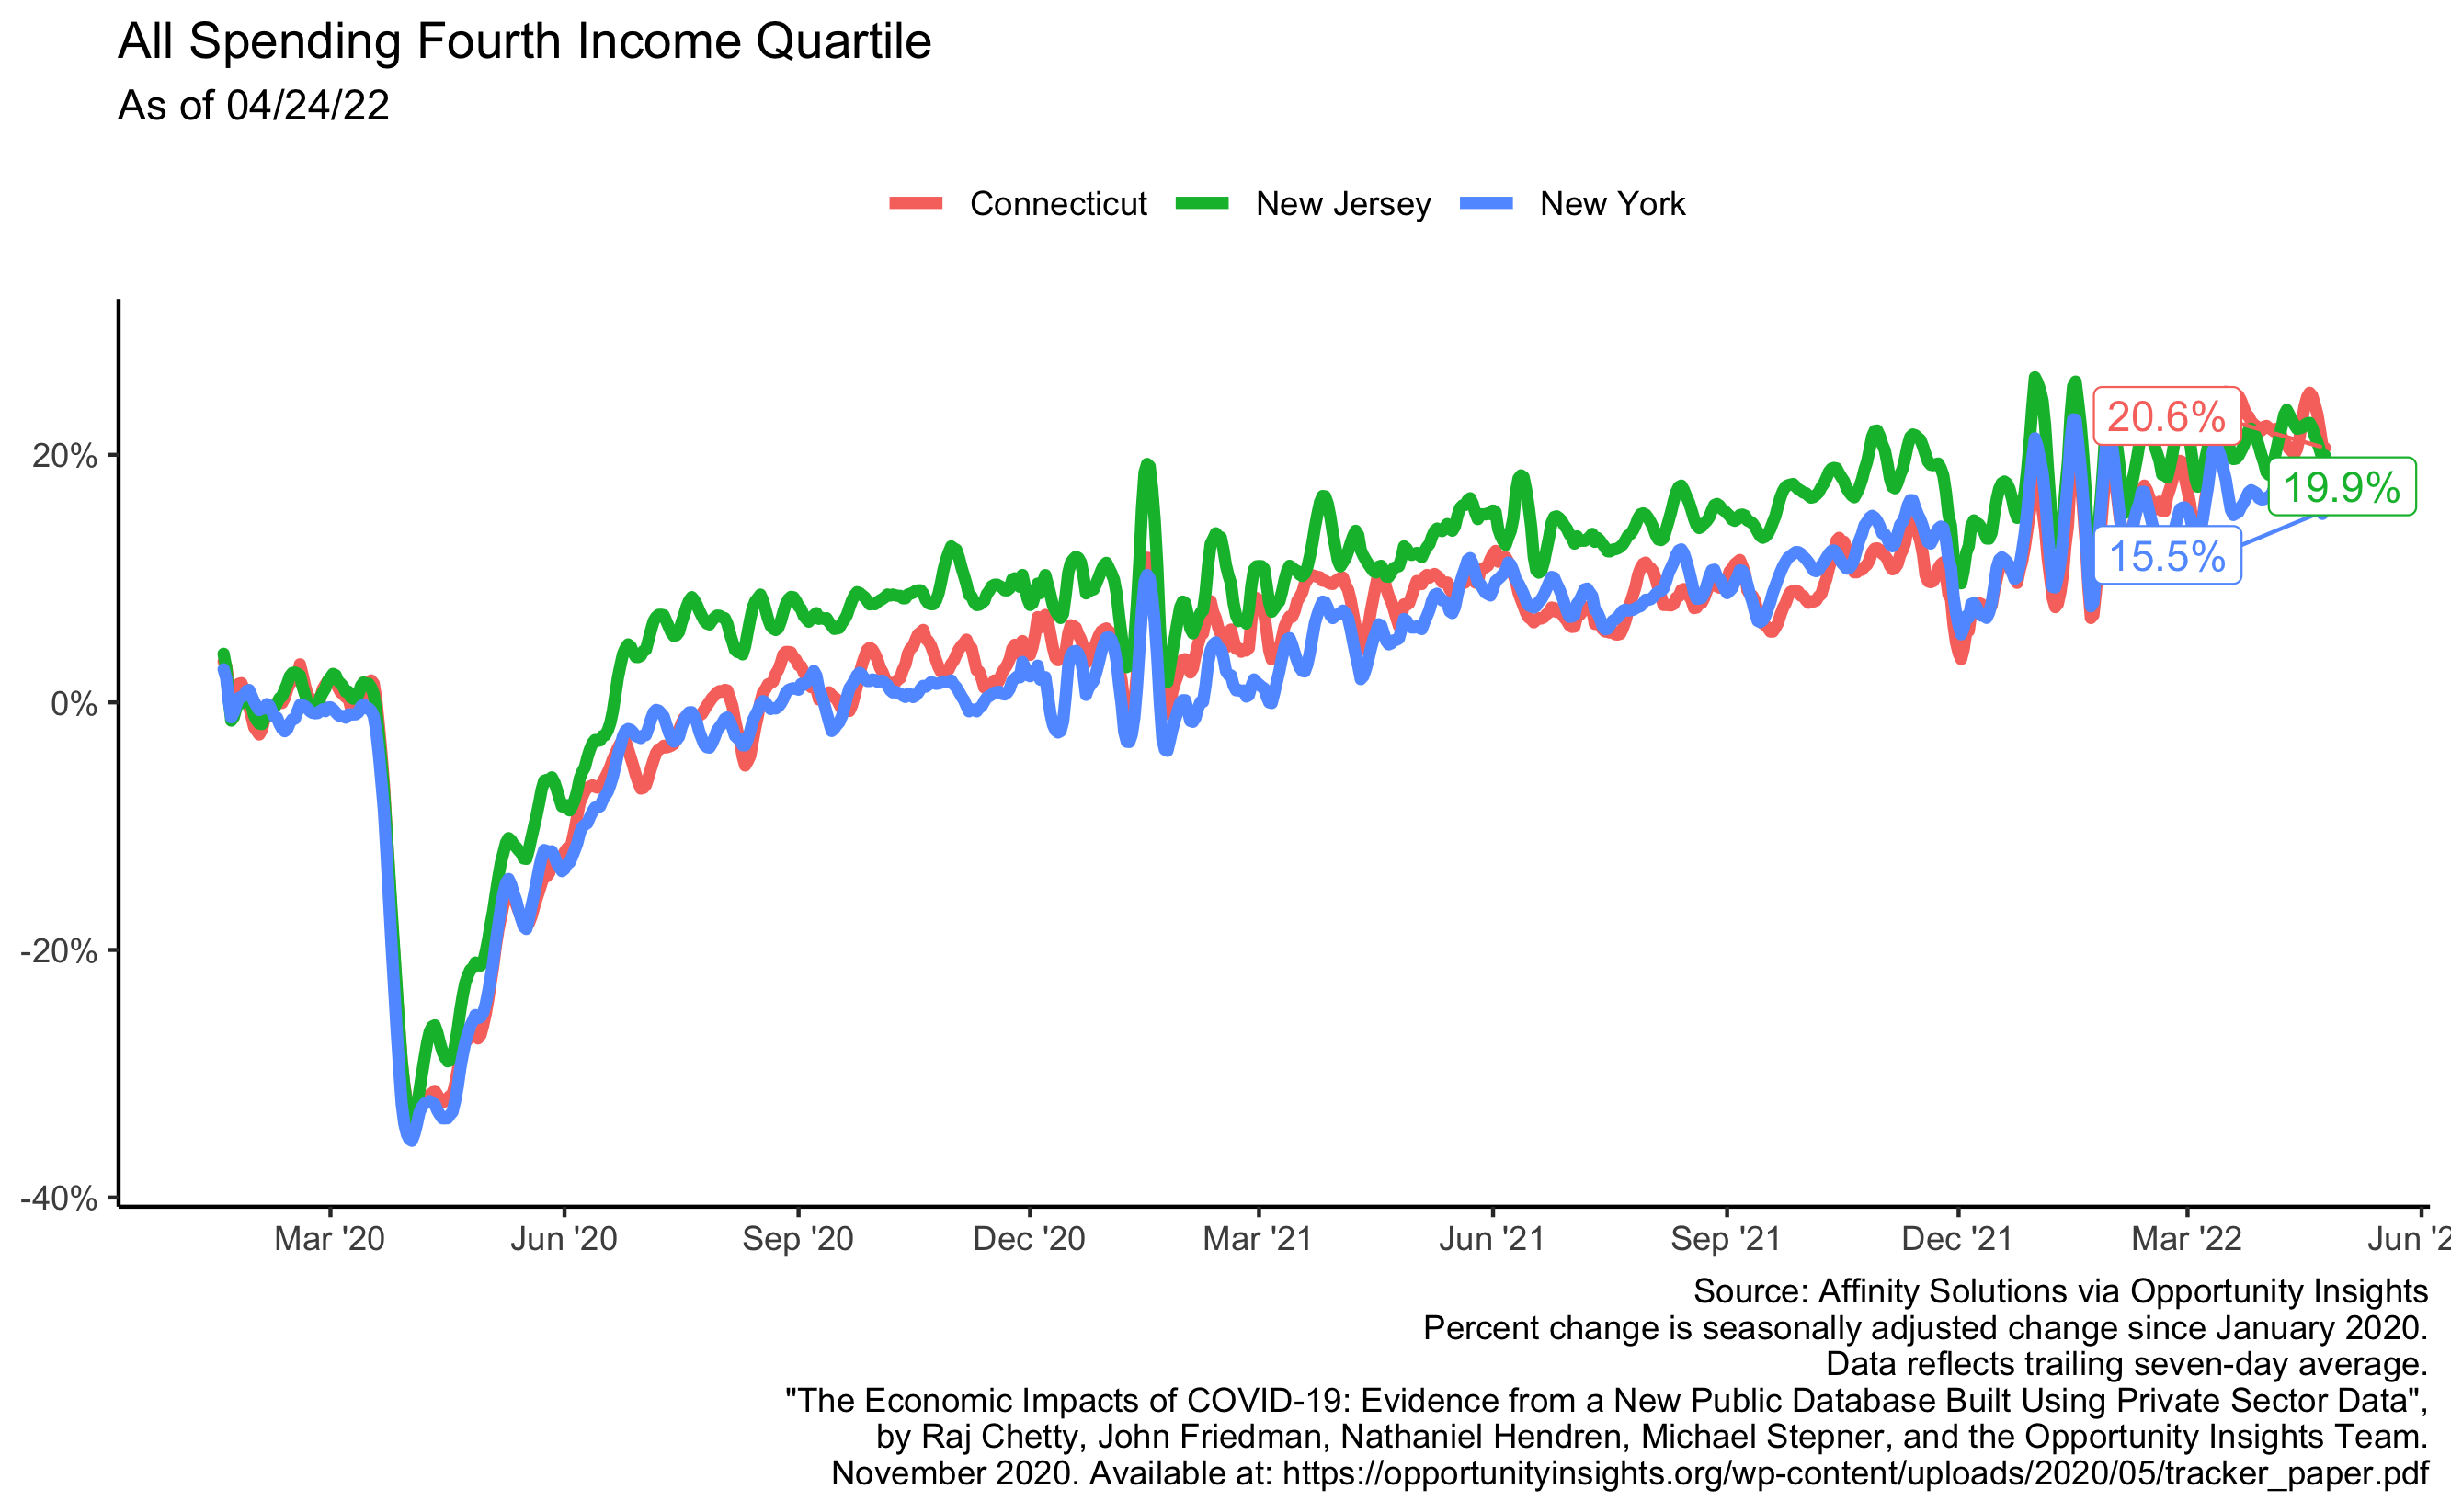 All Spending Fourth Income Quartile
As of 04/24/22
Connecticut New Jersey New York
20%
0%
-20%
-40%
20.6%
19.9%
15.5%
Mar '20 Jun '20 Sep '20 Dec '20 Mar '21 Jun '21 Sep '21 Dec '21 Mar '22 Jun '2
Source: Affinity Solutions via Opportunity Insights
Percent change is seasonally adjusted change since January 2020.
Data reflects trailing seven-day average.
"The Economic Impacts of COVID-19: Evidence from a New Public Database Built Using Private Sector Data",
by Raj Chetty, John Friedman, Nathaniel Hendren, Michael Stepner, and the Opportunity Insights Team.
November 2020. Available at: https://opportunityinsights.org/wp-content/uploads/2020/05/tracker_paper.pdf